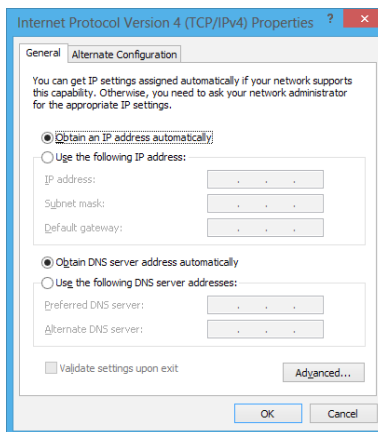 Internet Protocol Version 4 (TCP/IPv4) Properties ? ×
General Alternate Configuration
You can get IP settings assigned automatically if your network supports
this capability. Otherwise, you need to ask your network administrator
for the appropriate IP settings.
Obtain an IP address automatically
Use the following IP address:
IP address: . . .
Subnet mask: . . .
Default gateway: . . .
Obtain DNS server address automatically
Use the following DNS server addresses:
Preferred DNS server: . . .
Alternate DNS server: . . .
Validate settings upon exit
Advanced...
OK Cancel